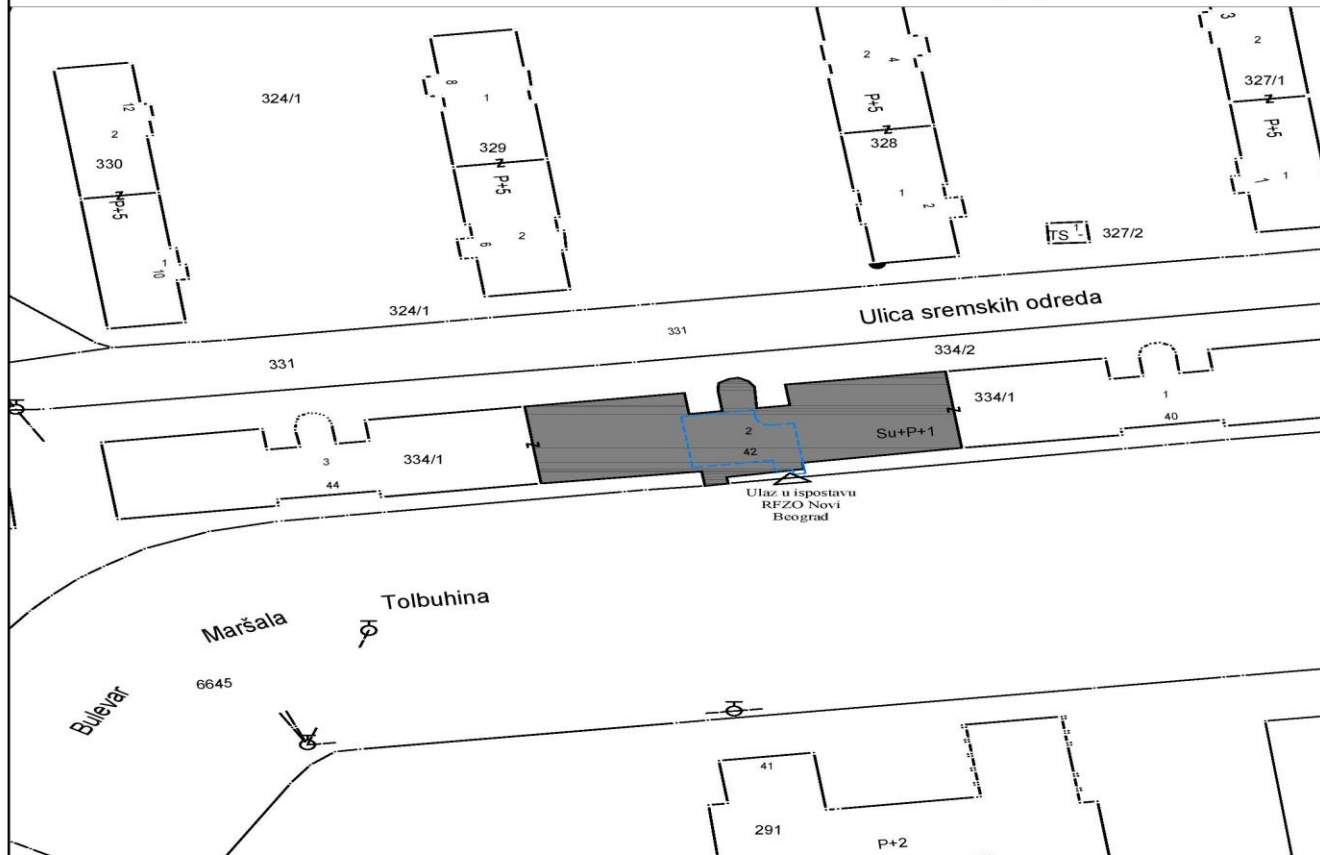 3
2
327/1
P+5
1
1
2
4
P+5
328
1
2
324/1
8
1
329
P+5
6
2
12
2
330
P+5
1
10
TS 1
327/2
324/1
Ulica sremskih odreda
331
331
334/2
334/1
1
40
2
42
Su+P+1
3
44
334/1
Ulaz u ispostavu
RFZO Novi
Beograd
Bulevar
Maršala
Tolbuhina
6645
41
291
P+2